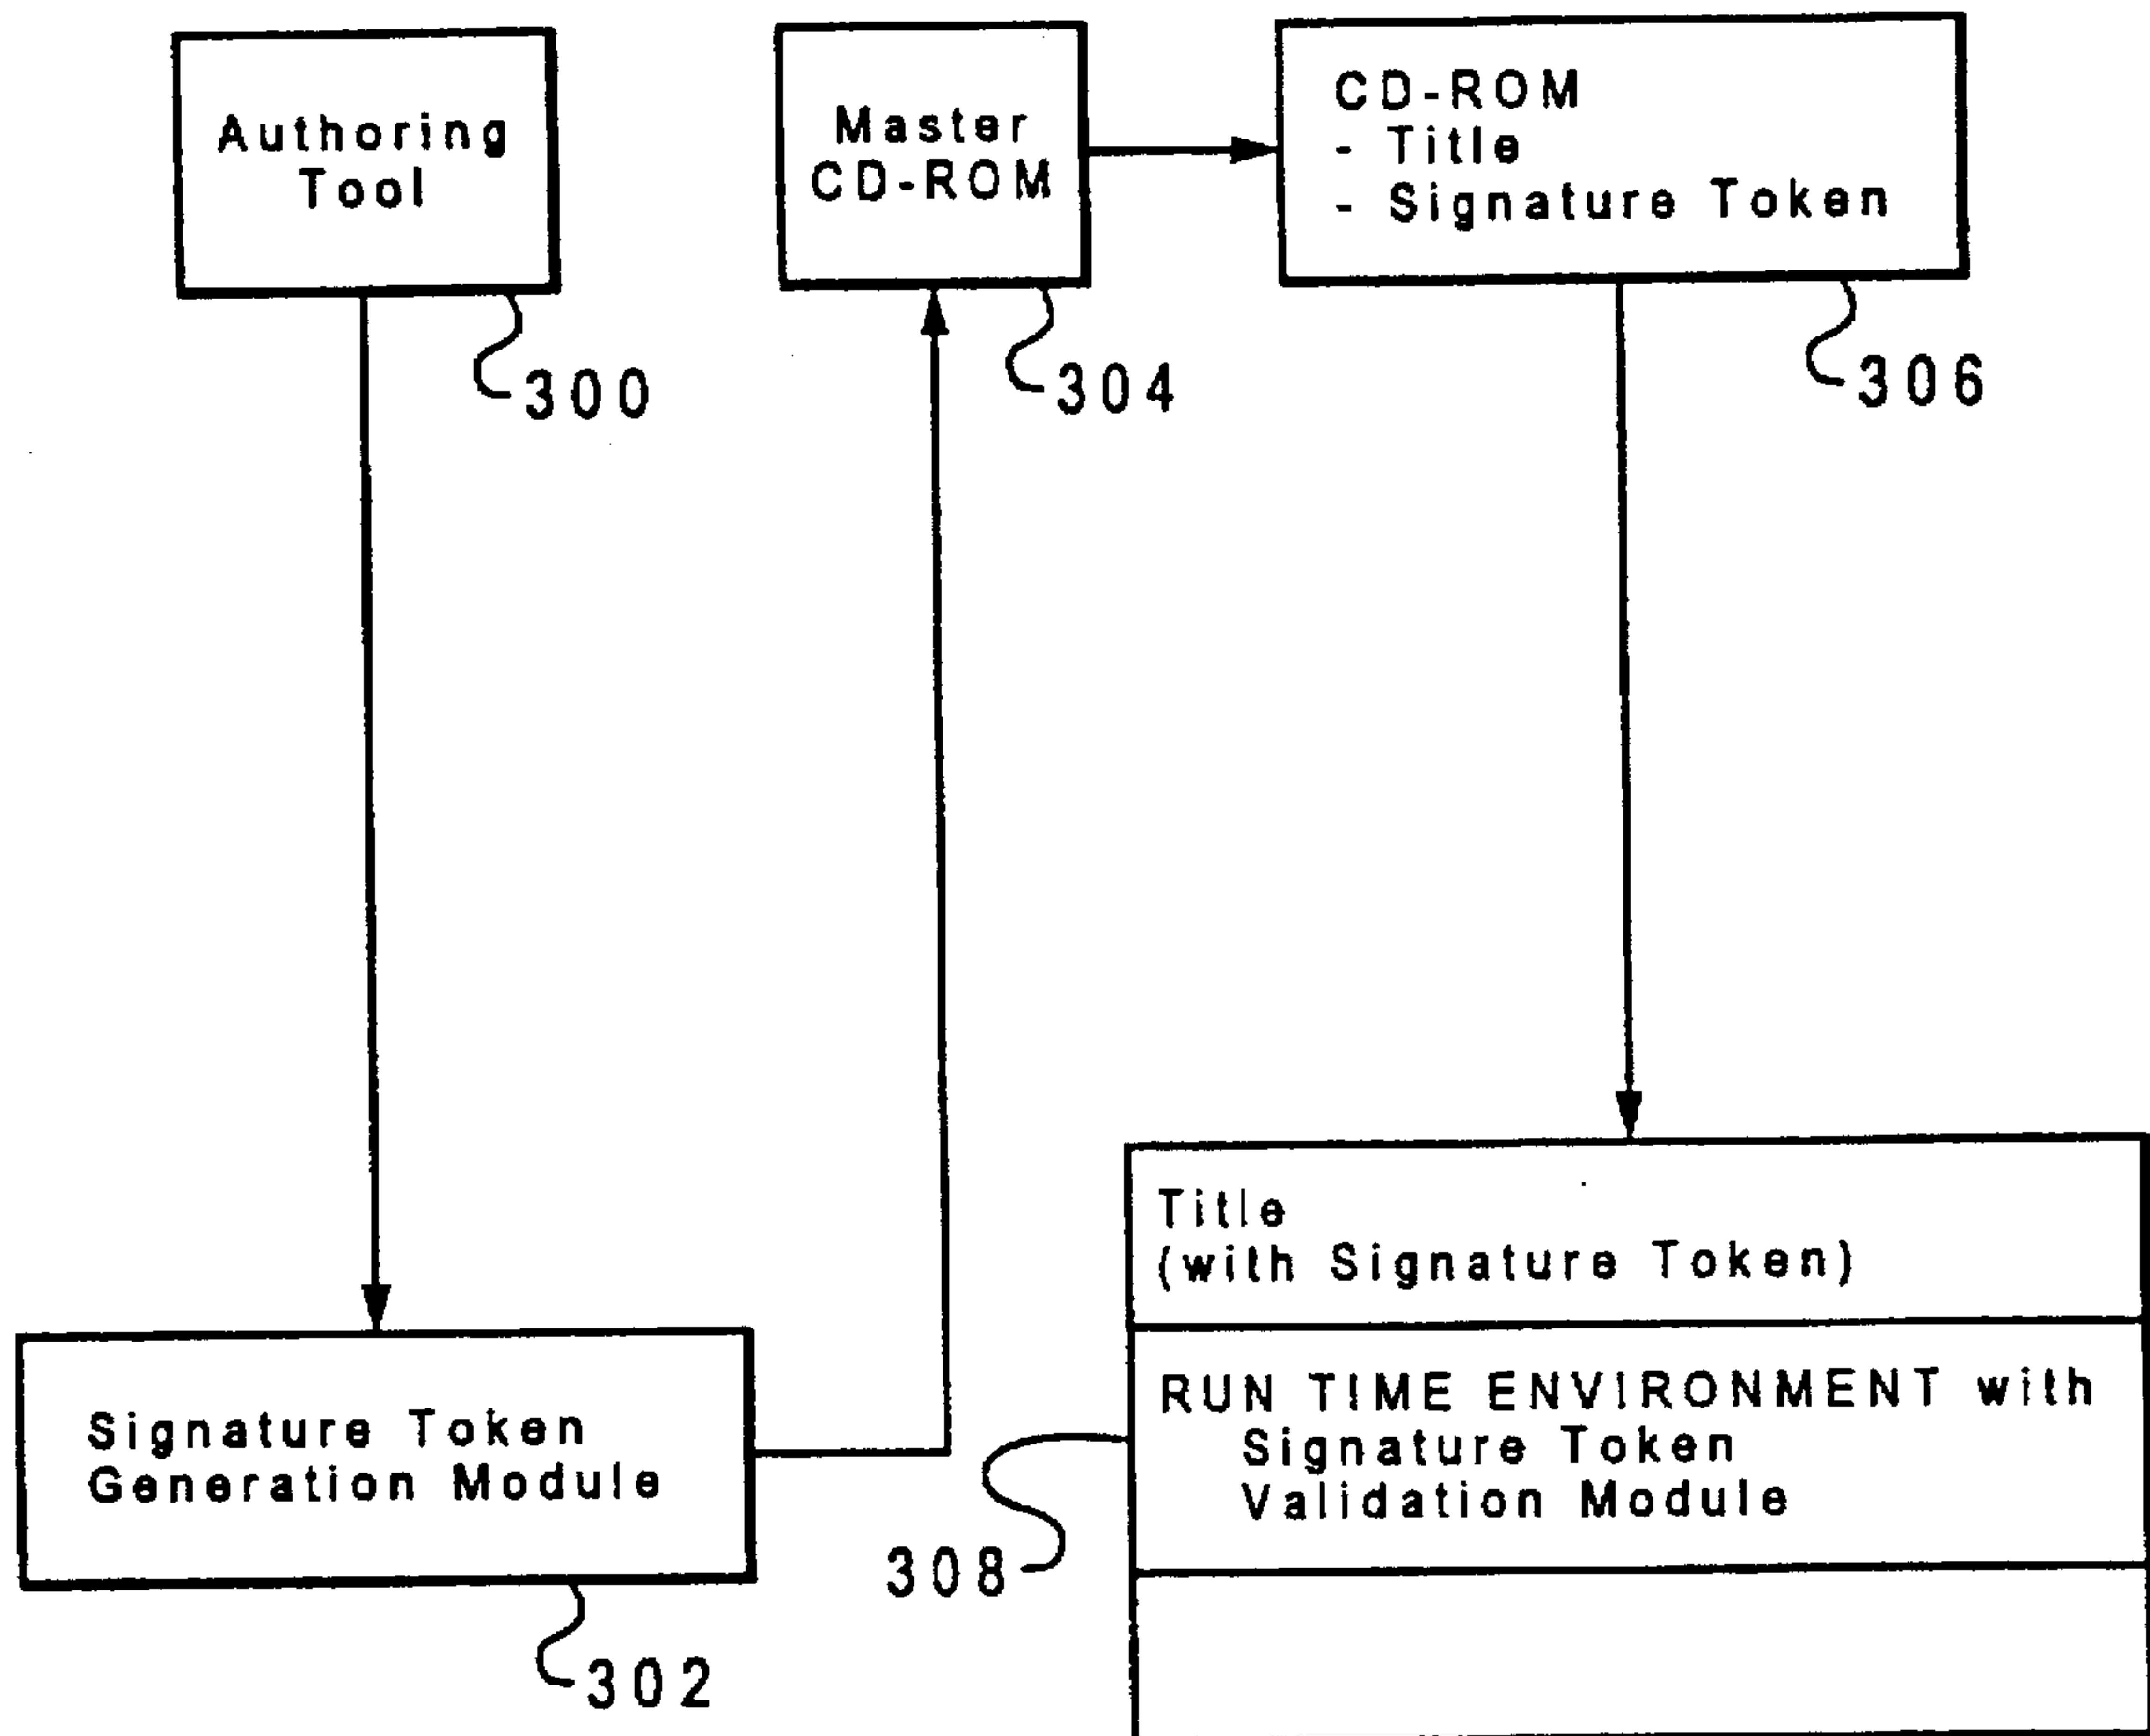 Authoring
Tool
300
Master
CD-ROM
304
CD-ROM
- Title
- Signature Token
306
Signature Token
Generation Module
302
Title
(with Signature Token)
RUN TIME ENVIRONMENT with
Signature Token
Validation Module
308